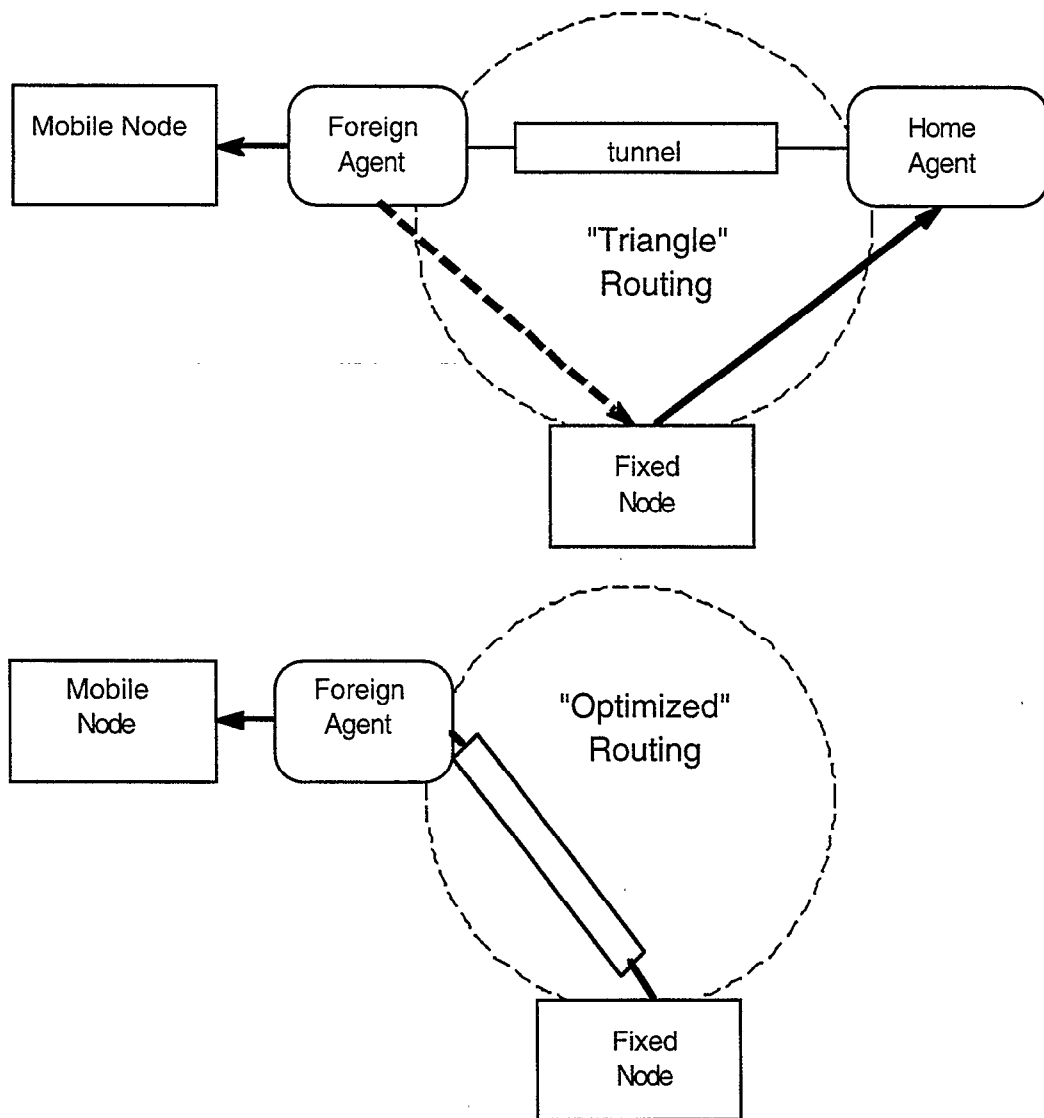 Mobile Node
Foreign
Agent
tunnel
Home
Agent
"Triangle"
Routing
Fixed
Node
Mobile
Node
Foreign
Agent
"Optimized"
Routing
Fixed
Node